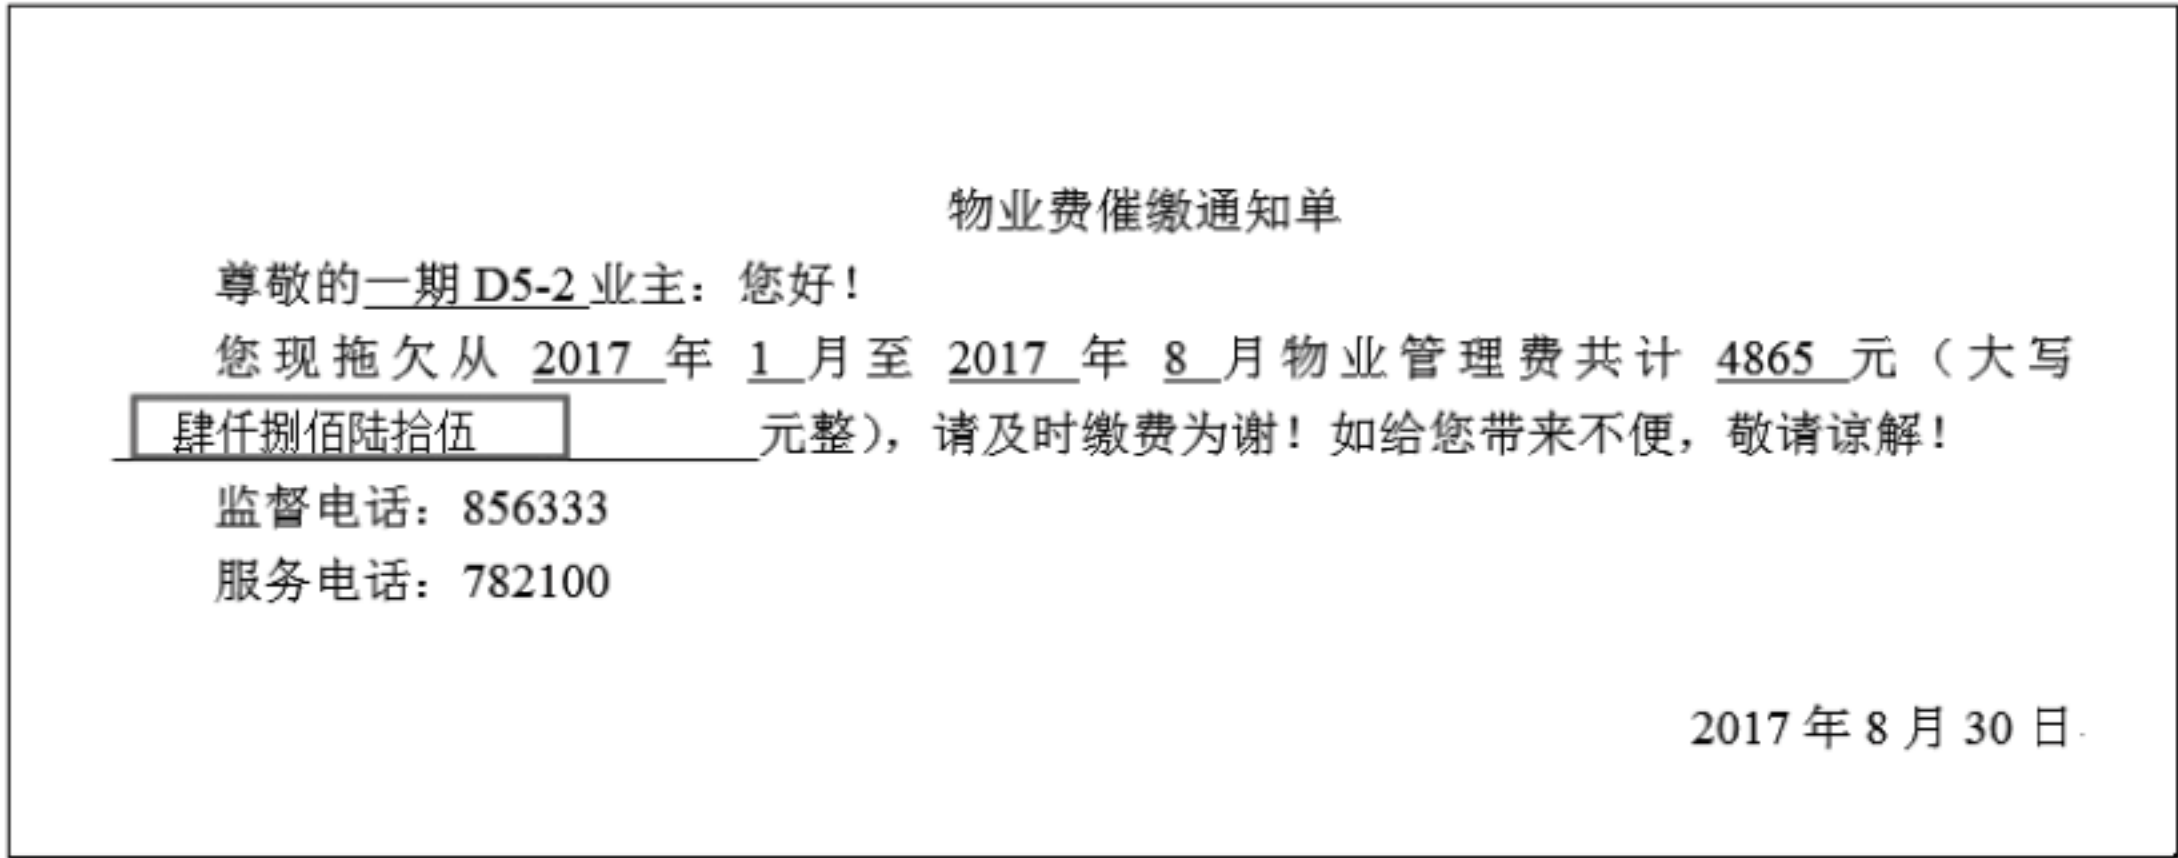 物业费催缴通知单
尊敬的一期 D5-2 业主：您好！
您现拖欠从 2017 年 1 月至 2017 年 8 月物业管理费共计 4865 元（大写
肆仟捌佰陆拾伍 元整），请及时缴费为谢！如给您带来不便，敬请谅解！
监督电话：856333
服务电话：782100
2017 年 8 月 30 日